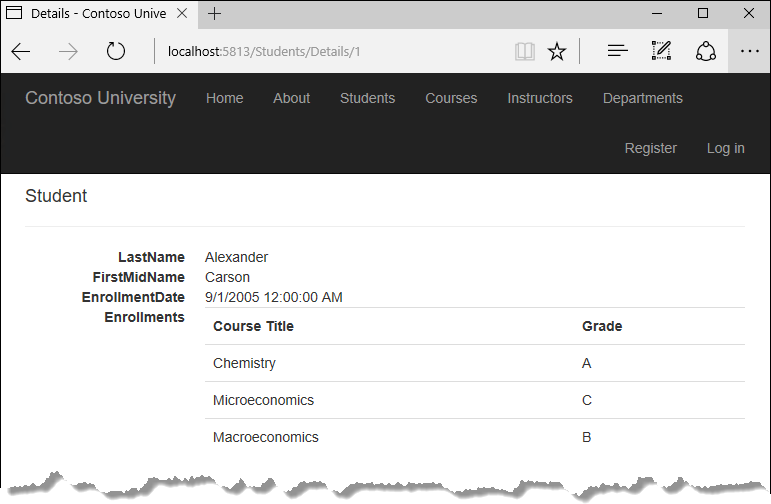 Details - Contoso Unive
localhost:5813/Students/Details/1
Contoso University Home About Students Courses Instructors Departments
Register Log in
Student
LastName Alexander
FirstMidName Carson
EnrollmentDate 9/1/2005 12:00:00 AM
Enrollments
Course Title Grade
Chemistry A
Microeconomics C
Macroeconomics B